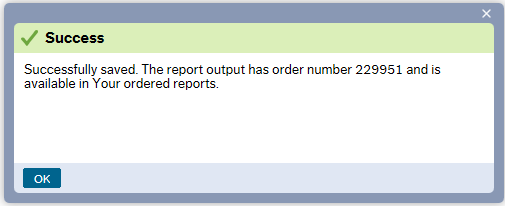 Success
Successfully saved. The report output has order number 229951 and is
available in Your ordered reports.
OK